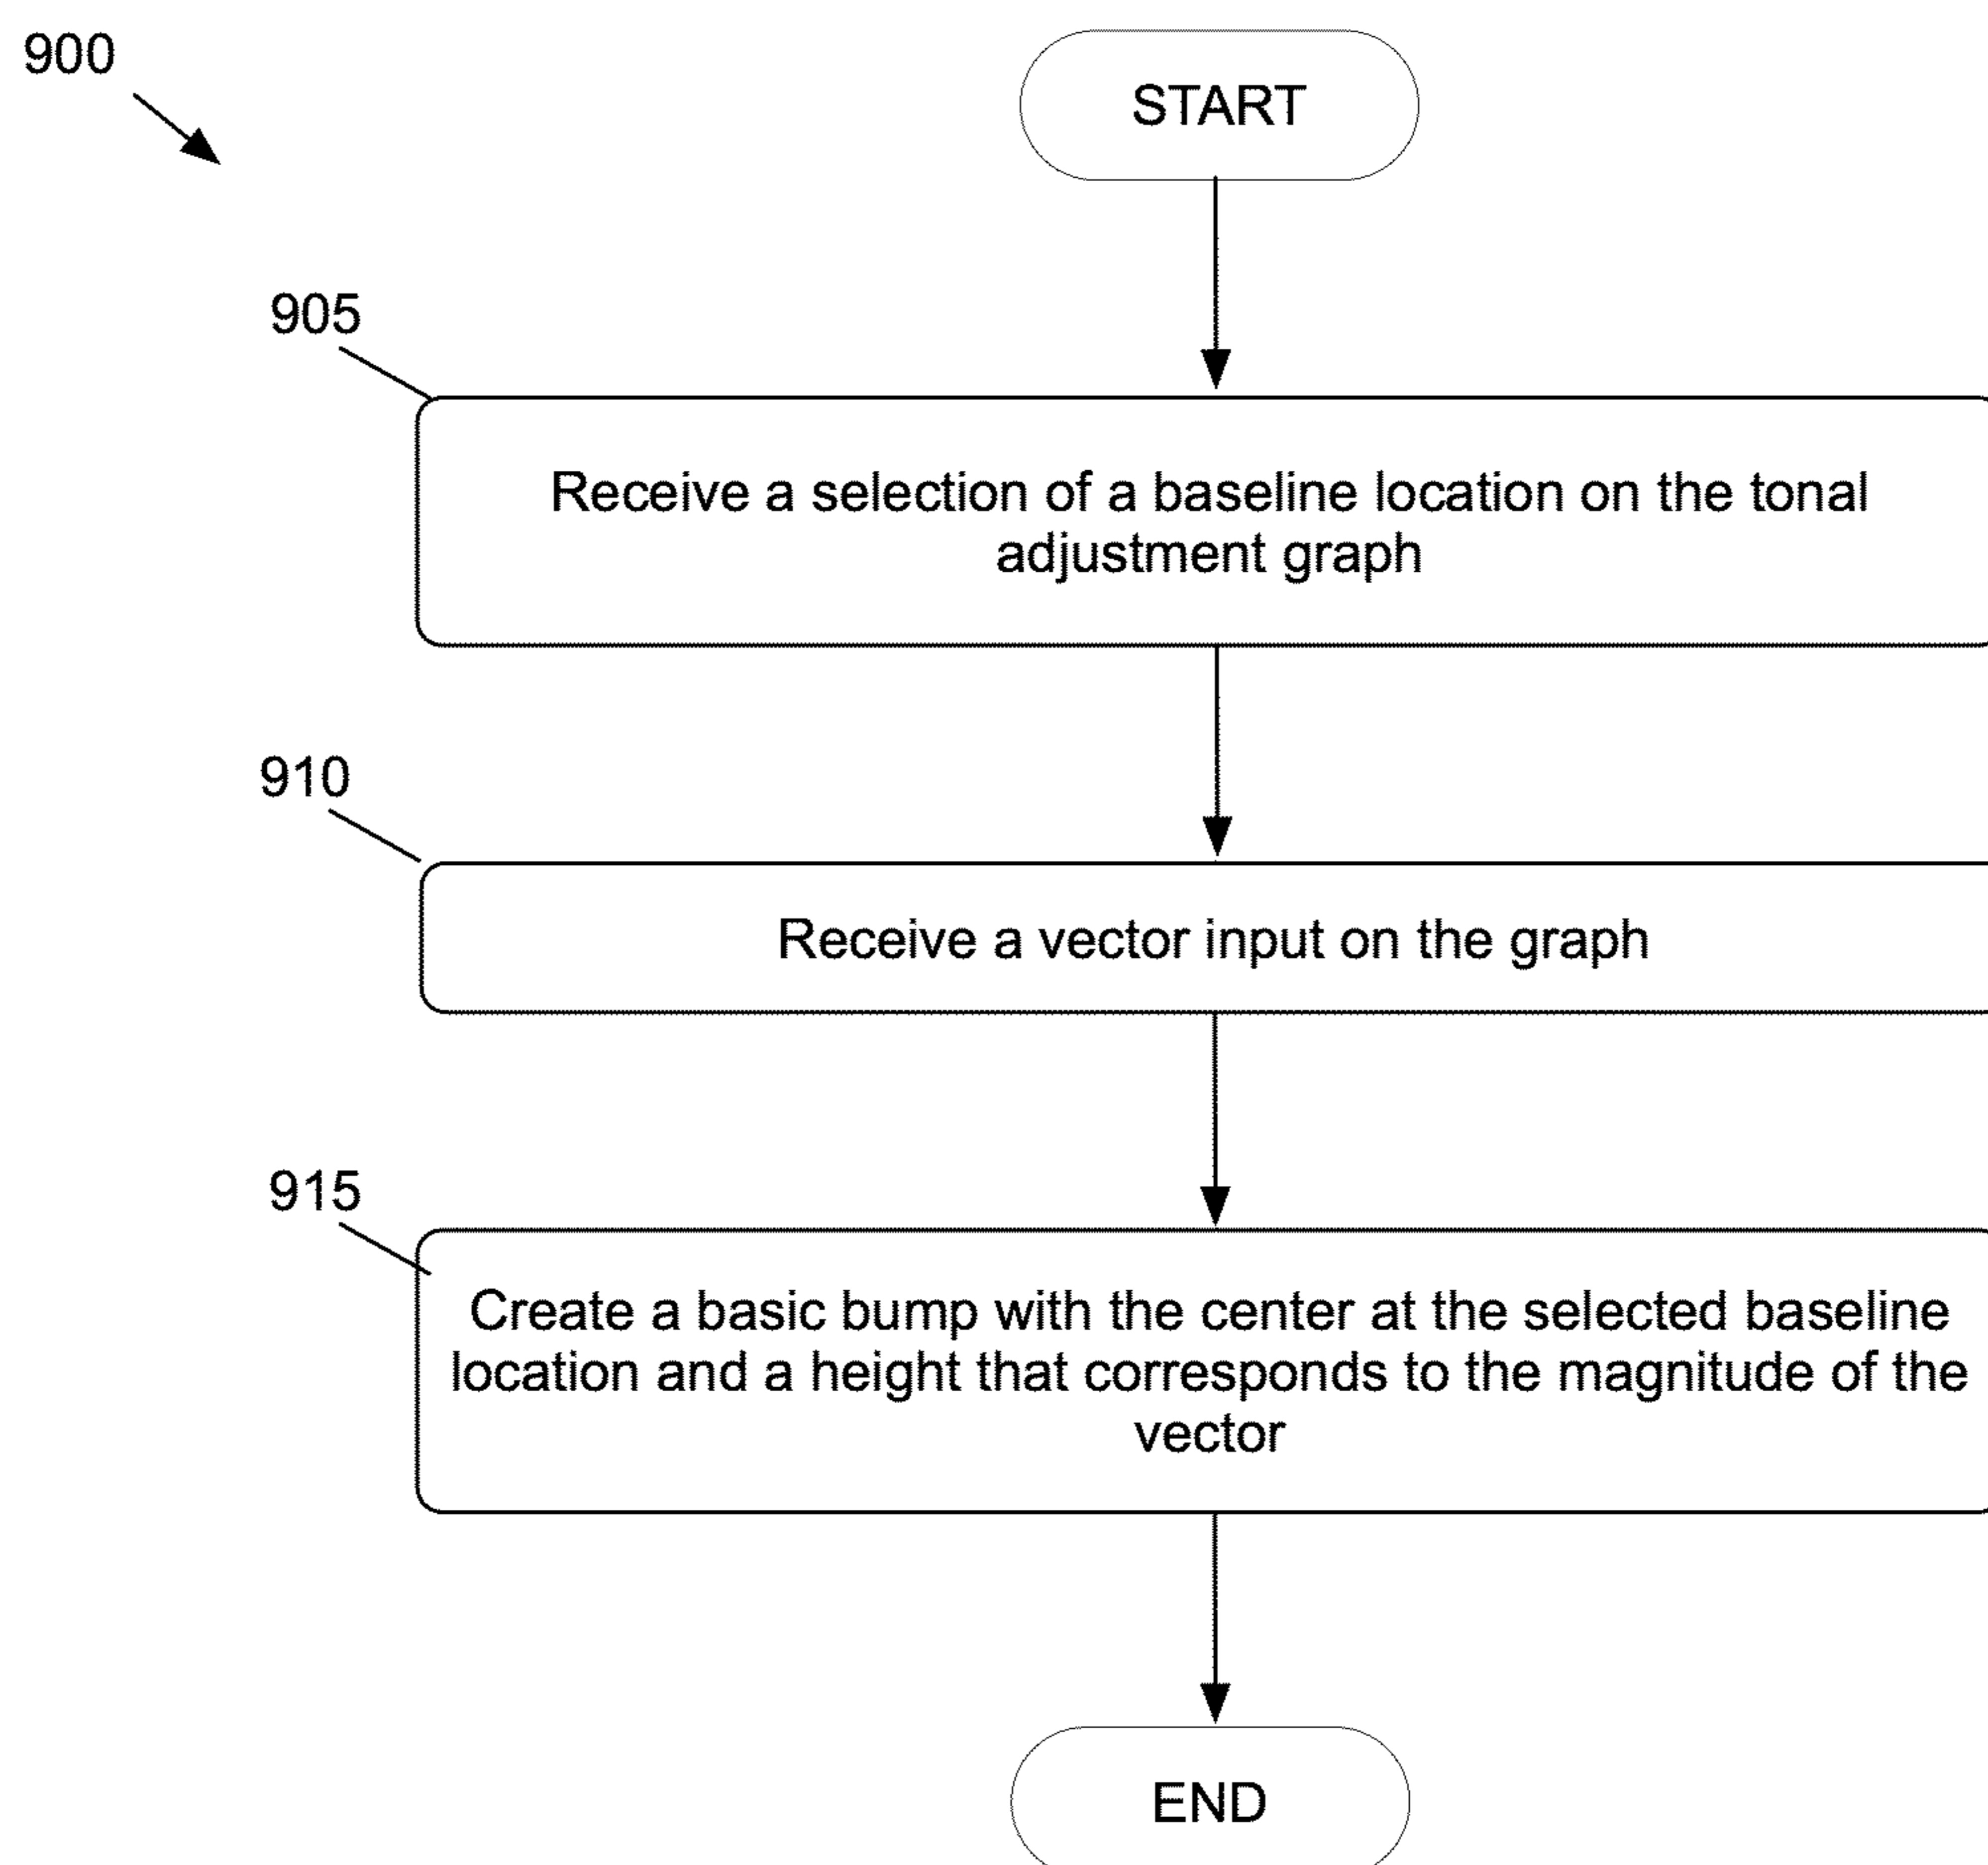 900
START
905
Receive a selection of a baseline location on the tonal
adjustment graph
910
Receive a vector input on the graph
915
Create a basic bump with the center at the selected baseline
location and a height that corresponds to the magnitude of the
vector
END